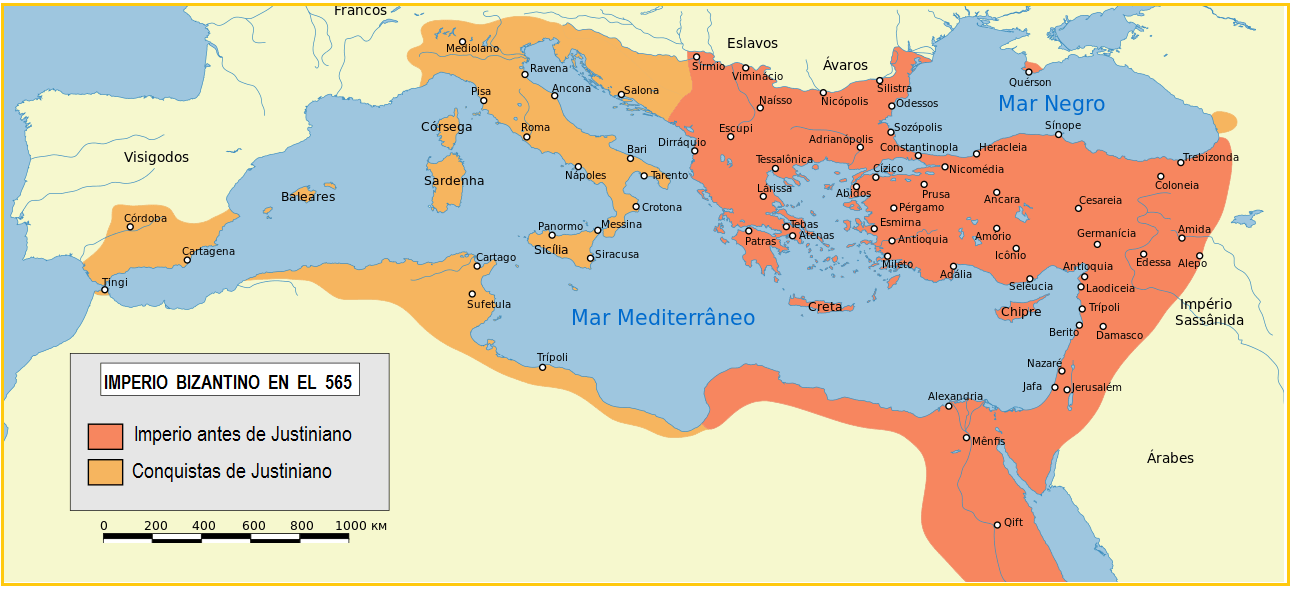 Francos
Eslavos
Ávaros
Mediolano
Ravena
Sírmio
Viminácio
Quérson
Pisa
Ancona
Salona
Naísso
Nicópolis
Silistra
Odessos
Mar Negro
Córsega
Roma
Escupi
Sozópolis
Sínope
Visigodos
Bari
Dirráquio
Adrianópolis
Constantinopla
Heracleia
Trebizonda
Tessalônica
Cízico
Nicomédia
Sardenha
Nápoles
Tarento
Lárissa
Abidos
Prusa
Ancara
Coloneia
Baleares
Crotona
Pérgamo
Cesareia
Córdoba
Panormo
Messina
Tebas
Esmirna
Atenas
Amório
Germanícia
Amida
Cartagena
Sicília
Siracusa
Patras
Antioquia
Icônio
Cartago
Mileto
Aqália
Antioquia
Edessa
Alepo
Tingi
Seleucia
Laodiceia
Sufetula
Creta
Chipre
Trípoli
Império
Sassânida
Mar Mediterrâneo
Berito
Damasco
Trípoli
Nazaré
Jafa
Jerusalém
Alexandria
Mênfis
Árabes
Qift
IMPERIO BIZANTINO EN EL 565
Imperio antes de Justiniano
Conquistas de Justiniano
0 200 400 600 800 1000 км